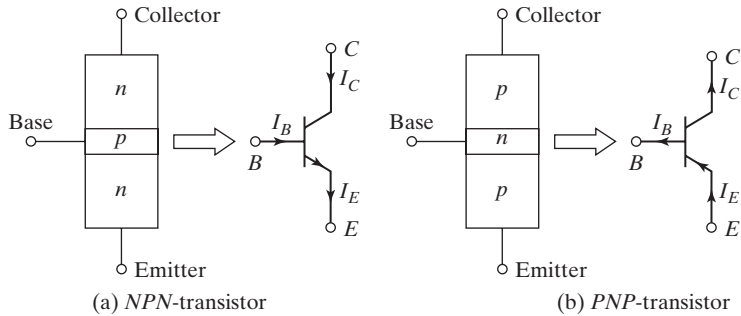 Collector
n
Base
p
n
Emitter
C
I_C
I_B
B
I_E
E
(a) NPN-transistor
Collector
p
Base
n
p
Emitter
C
I_C
I_B
B
I_E
E
(b) PNP-transistor